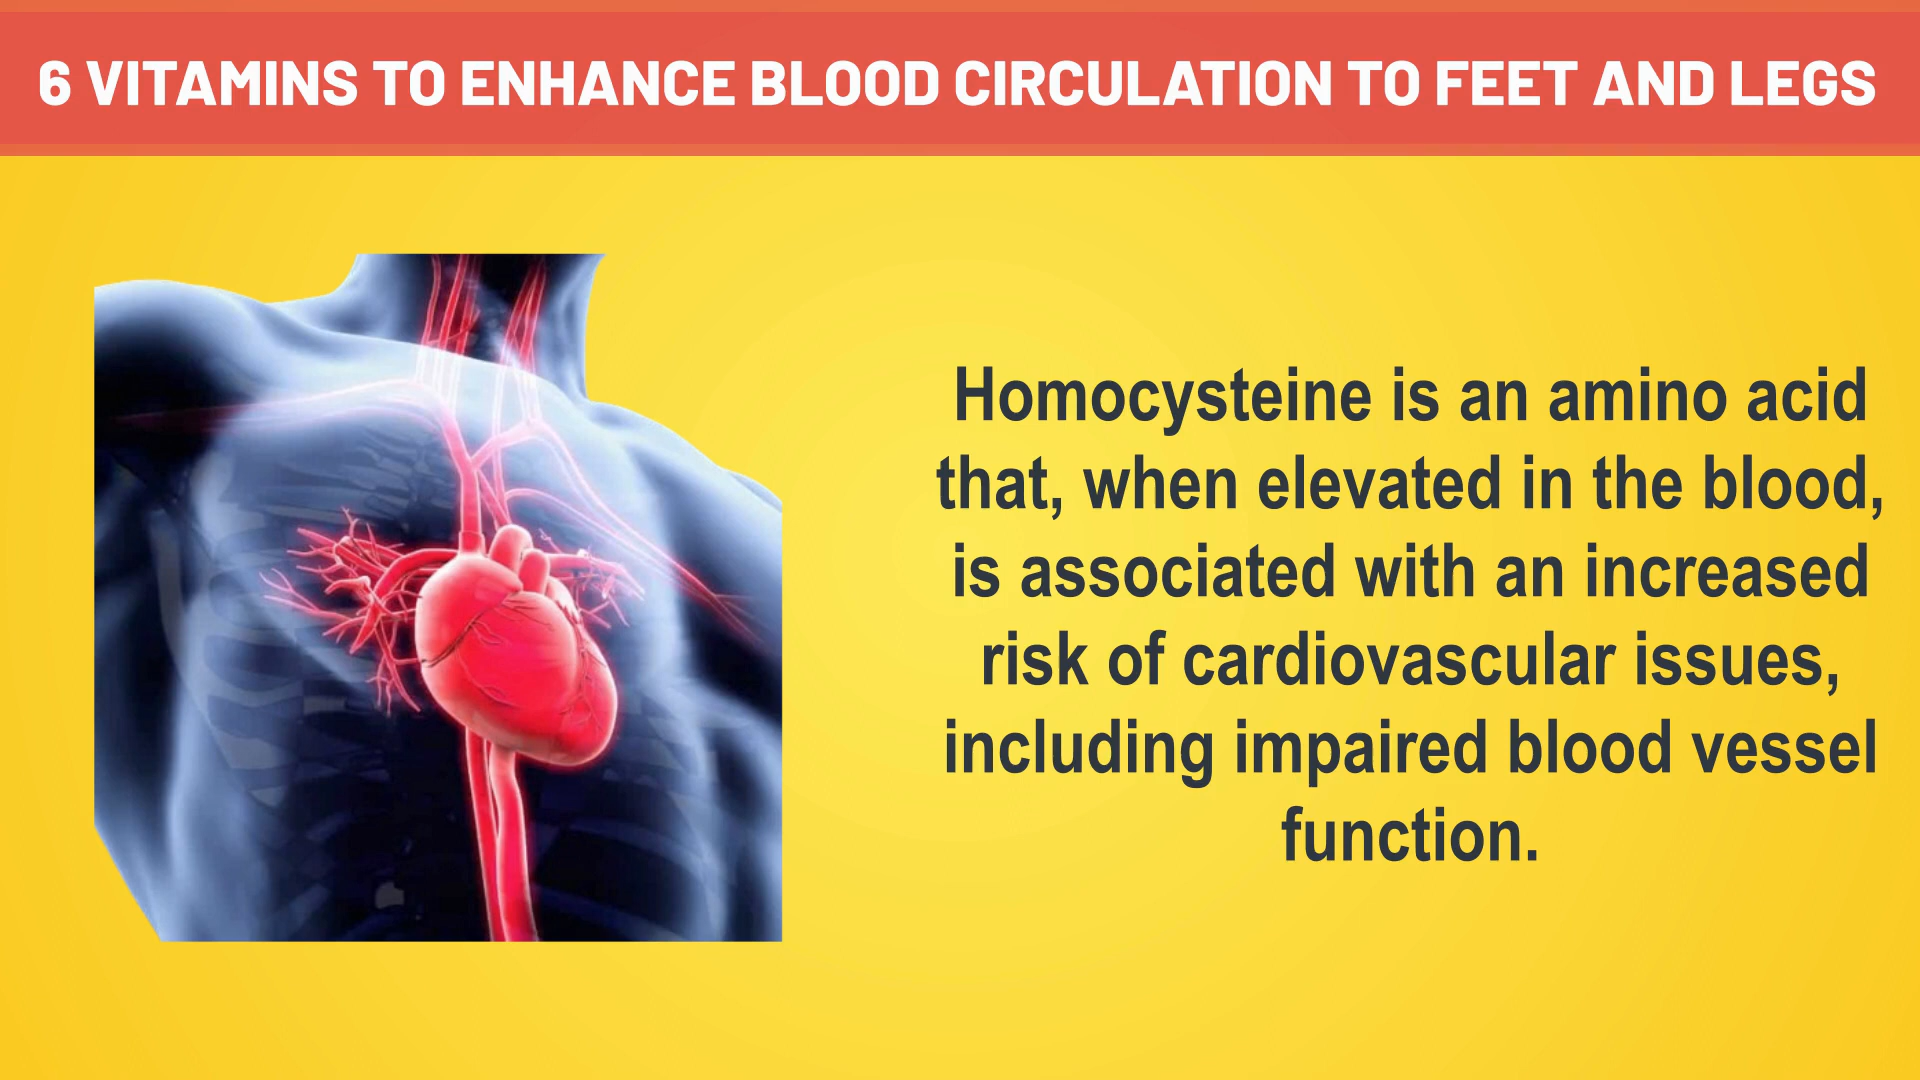 6 VITAMINS TO ENHANCE BLOOD CIRCULATION TO FEET AND LEGS
Homocysteine is an amino acid
that, when elevated in the blood,
is associated with an increased
risk of cardiovascular issues,
including impaired blood vessel
function.